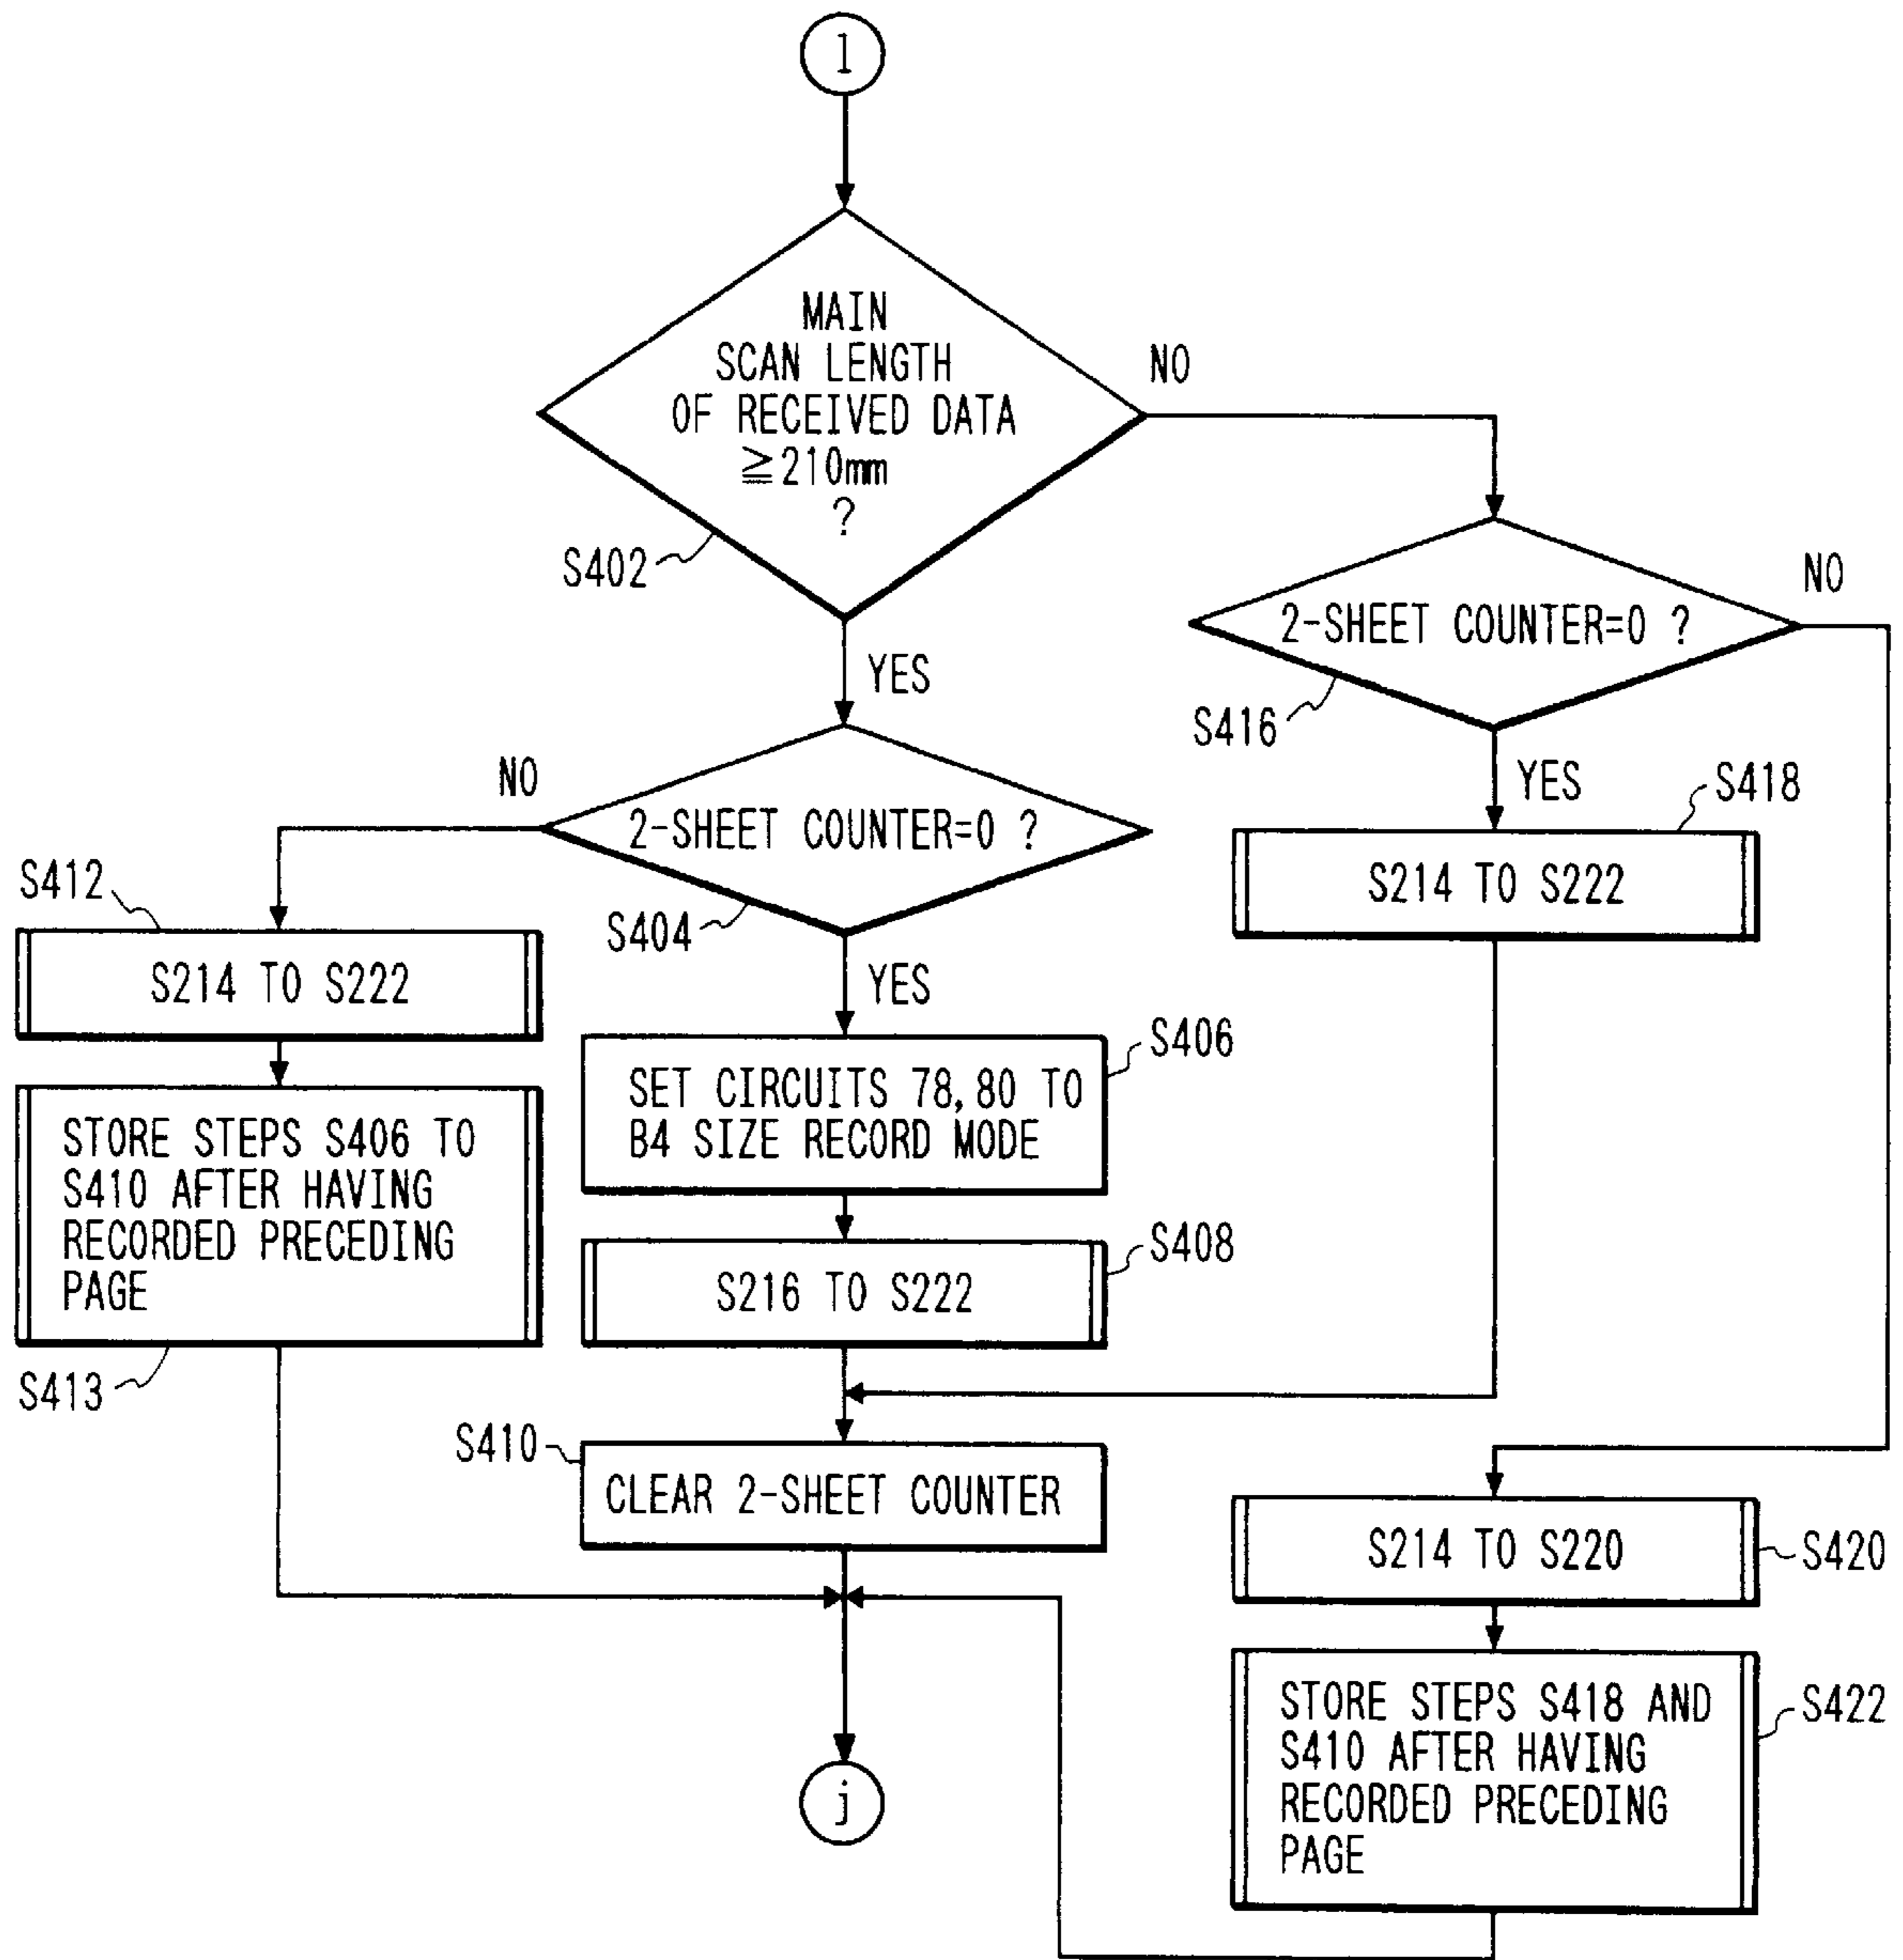 1
MAIN
SCAN LENGTH
OF RECEIVED DATA
≧210mm
?
NO
S402
YES
2-SHEET COUNTER=0 ?
NO
S416
YES
S418
S214 TO S222
NO
2-SHEET COUNTER=0 ?
S404
YES
S412
S214 TO S222
STORE STEPS S406 TO
S410 AFTER HAVING
RECORDED PRECEDING
PAGE
S413
S406
SET CIRCUITS 78,80 TO
B4 SIZE RECORD MODE
S408
S216 TO S222
S410
CLEAR 2-SHEET COUNTER
S214 TO S220
S420
STORE STEPS S418 AND
S410 AFTER HAVING
RECORDED PRECEDING
PAGE
S422
j